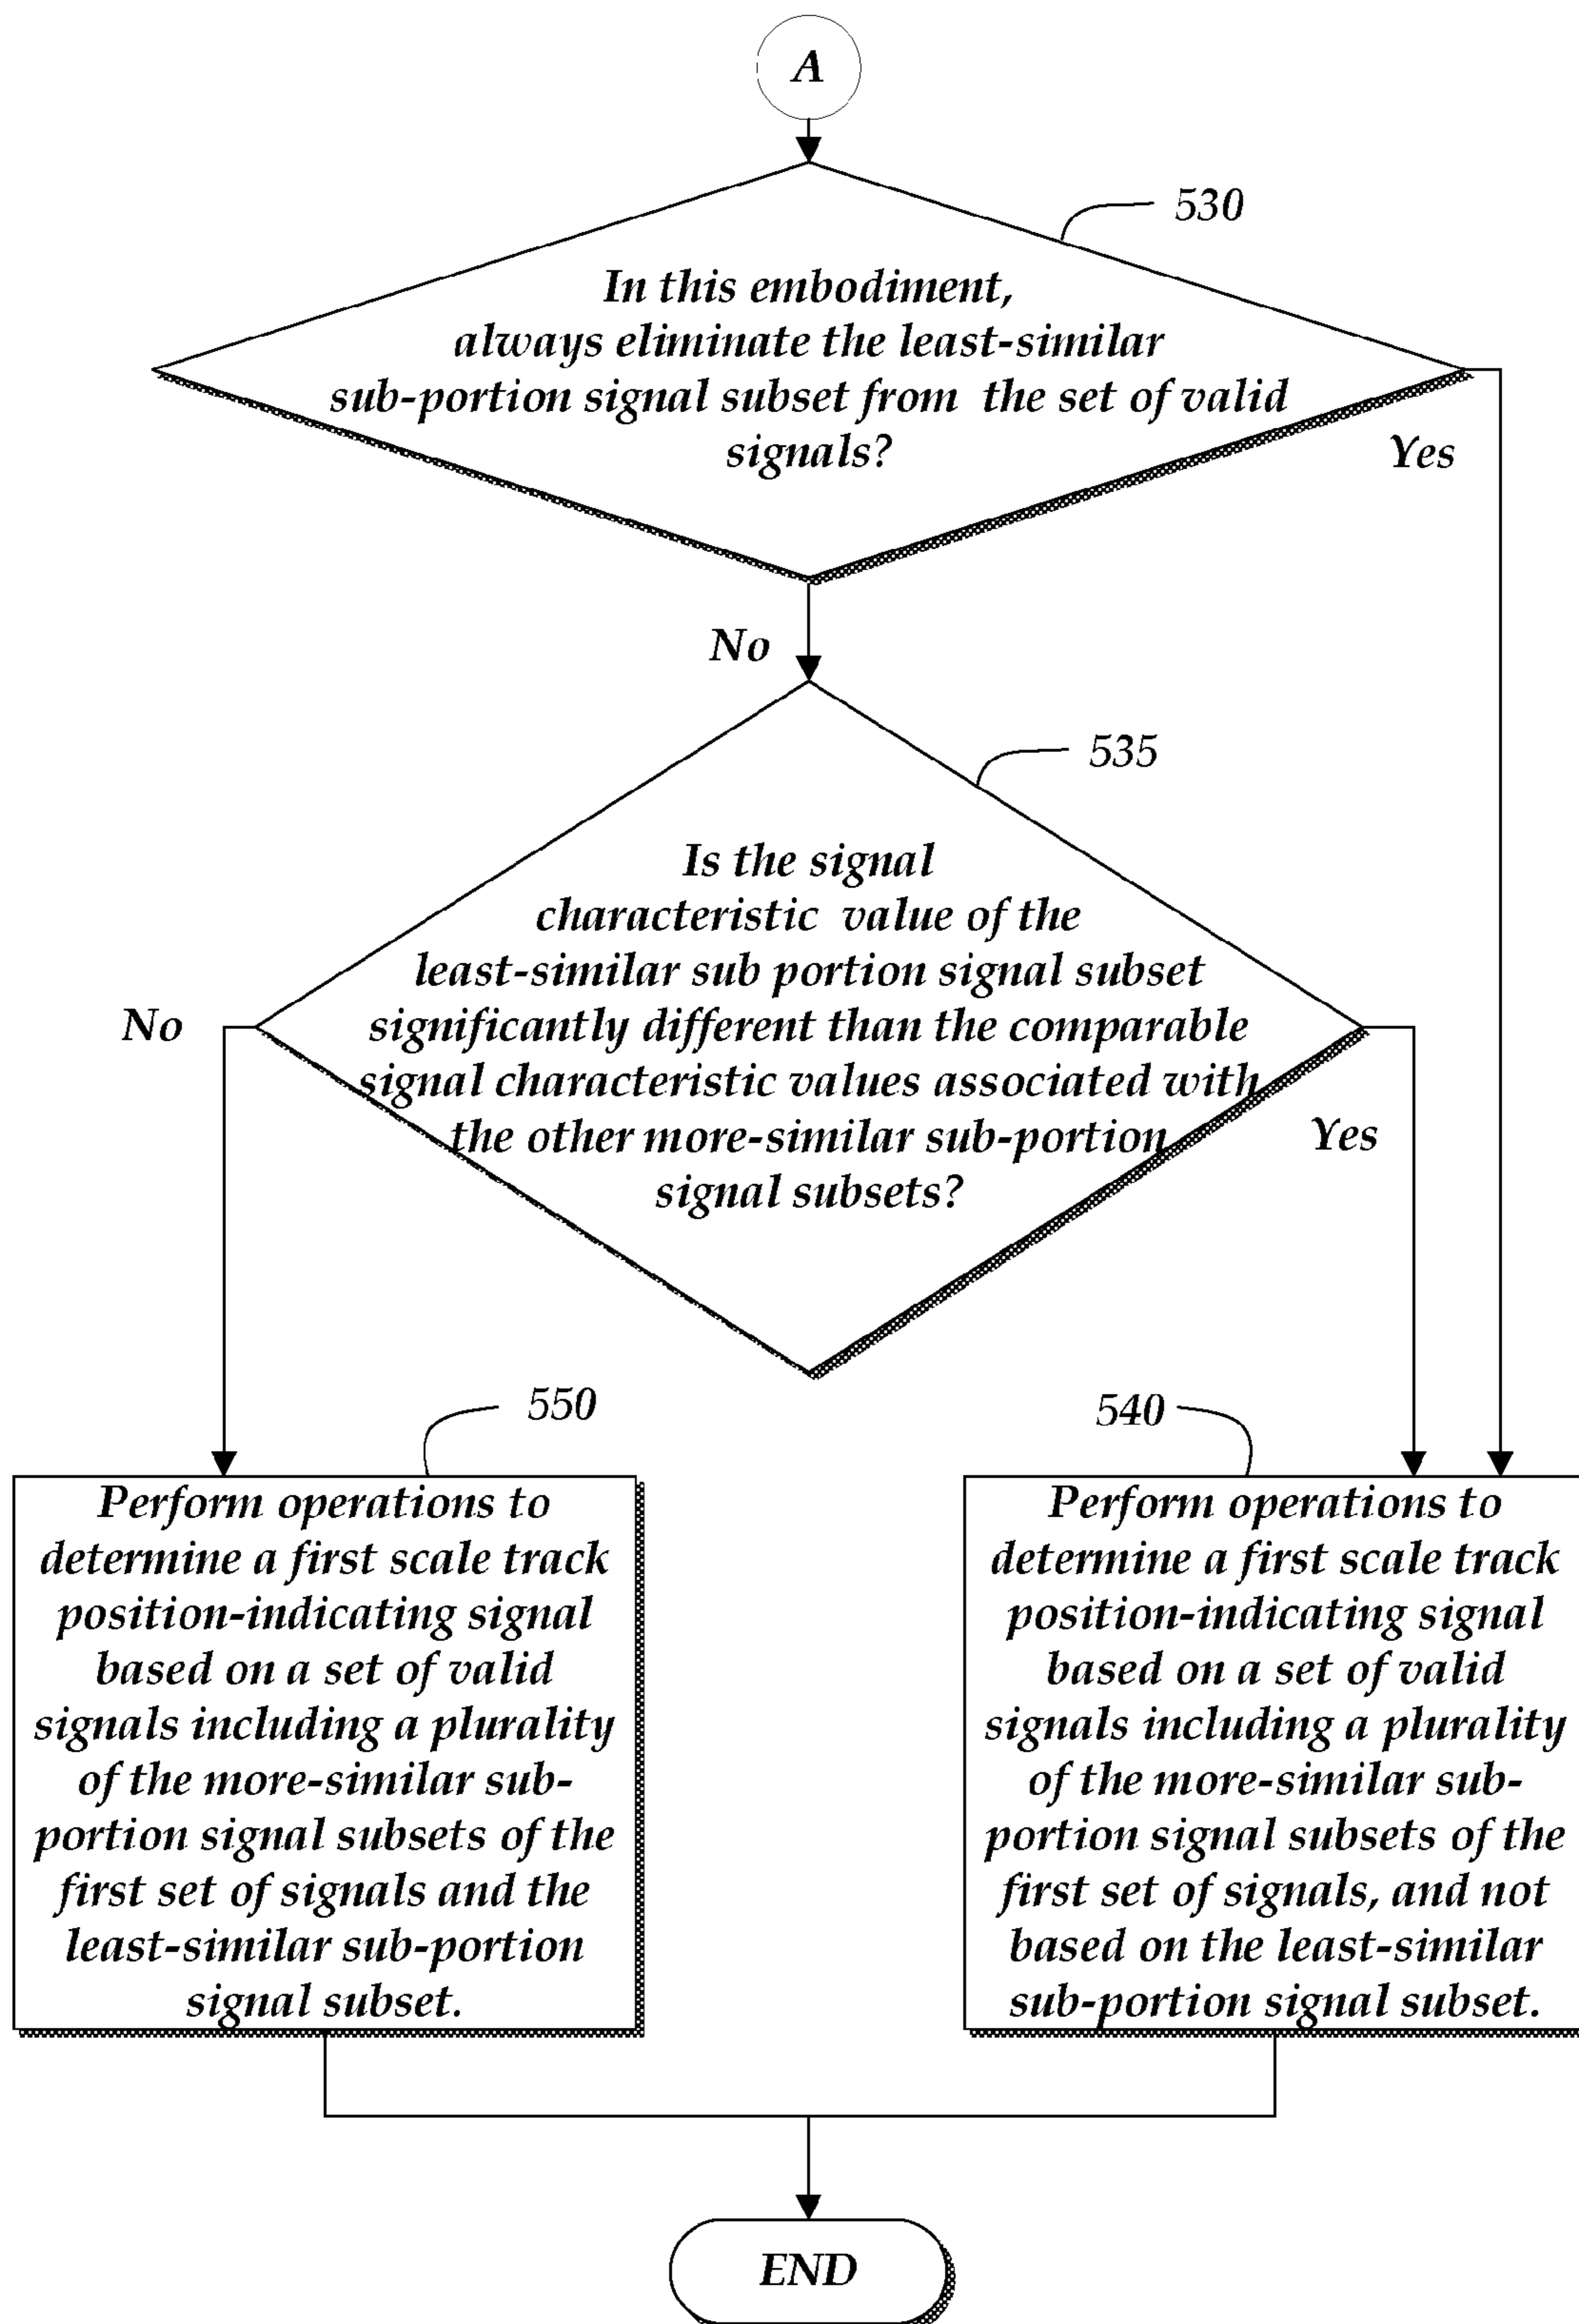 A
530
In this embodiment,
always eliminate the least-similar
sub-portion signal subset from the set of valid
signals?
Yes
No
535
Is the signal
characteristic value of the
least-similar sub portion signal subset
significantly different than the comparable
signal characteristic values associated with
the other more-similar sub-portion
signal subsets?
No
Yes
550
Perform operations to
determine a first scale track
position-indicating signal
based on a set of valid
signals including a plurality
of the more-similar sub-
portion signal subsets of the
first set of signals and the
least-similar sub-portion
signal subset.
540
Perform operations to
determine a first scale track
position-indicating signal
based on a set of valid
signals including a plurality
of the more-similar sub-
portion signal subsets of the
first set of signals, and not
based on the least-similar
sub-portion signal subset.
END